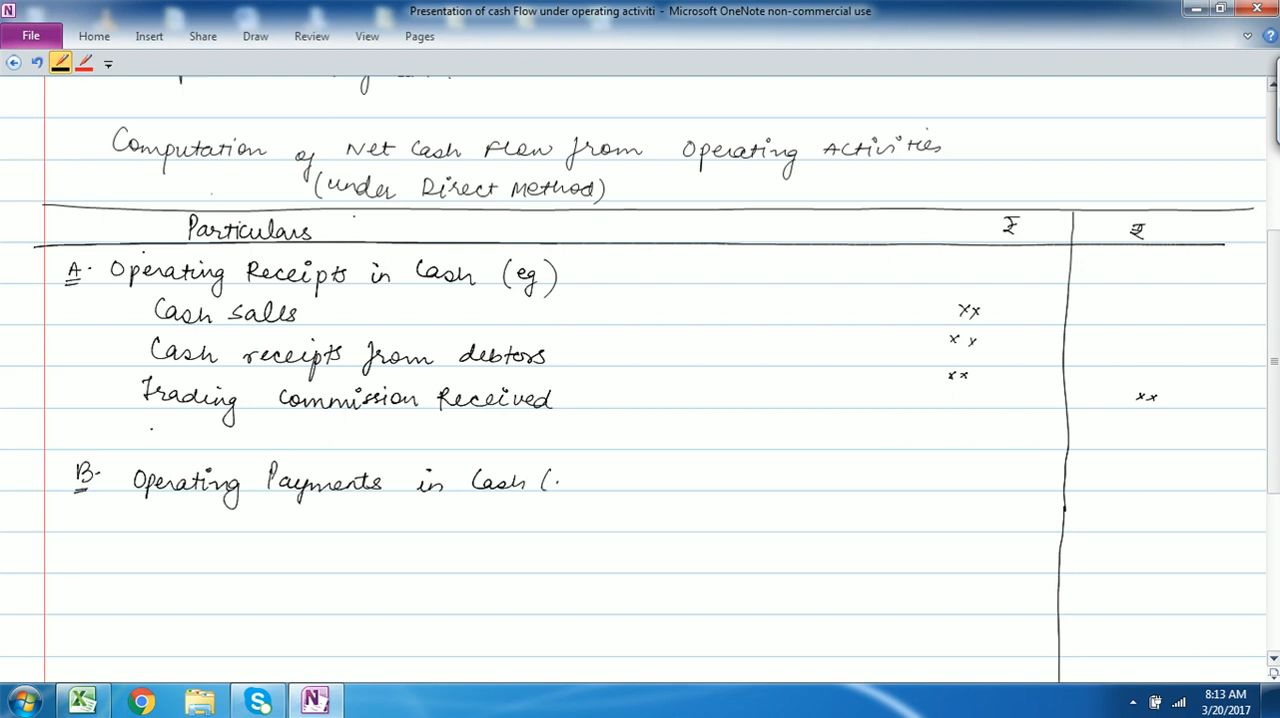 Presentation of cash Flow under operating activiti - Microsoft OneNote non-commercial use
File Home Insert Share Draw Review View Pages
Computation of Net Cash Flow from Operating Activities
(under Direct Method)
Particulars ₹ ₹
A. Operating Receipts in Cash (eg)
Cash salls xx
Cash receipts from debtors xx
Trading Commission Received xx xx
B. Operating Payments in Cash (.
8:13 AM
3/20/2017